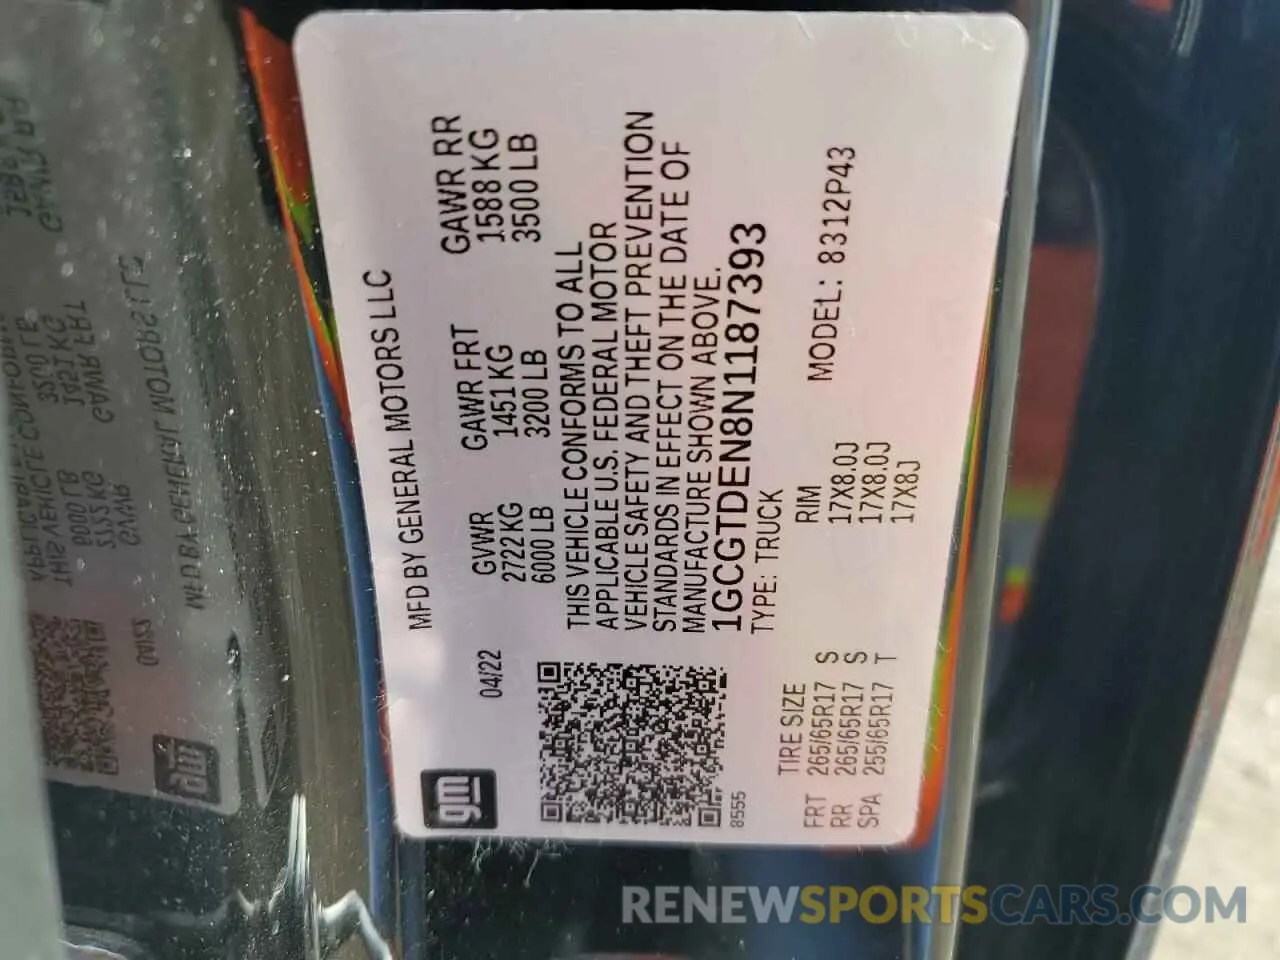 MFD BY GENERAL MOTORS LLC
gm
04/22
GVWR GAWR FRT GAWR RR
2722 KG 1451 KG 1588 KG
6000 LB 3200 LB 3500 LB
THIS VEHICLE CONFORMS TO ALL
APPLICABLE U.S. FEDERAL MOTOR
VEHICLE SAFETY AND THEFT PREVENTION
STANDARDS IN EFFECT ON THE DATE OF
MANUFACTURE SHOWN ABOVE.
1GCGTDEN8N1187393
8555
TYPE: TRUCK
MODEL: 8312P43
TIRE SIZE RIM
FRT 265/65R17 S 17X8.0J
RR 265/65R17 S 17X8.0J
SPA 255/65R17 T 17X8J
RENEWSPORTSCARS.COM